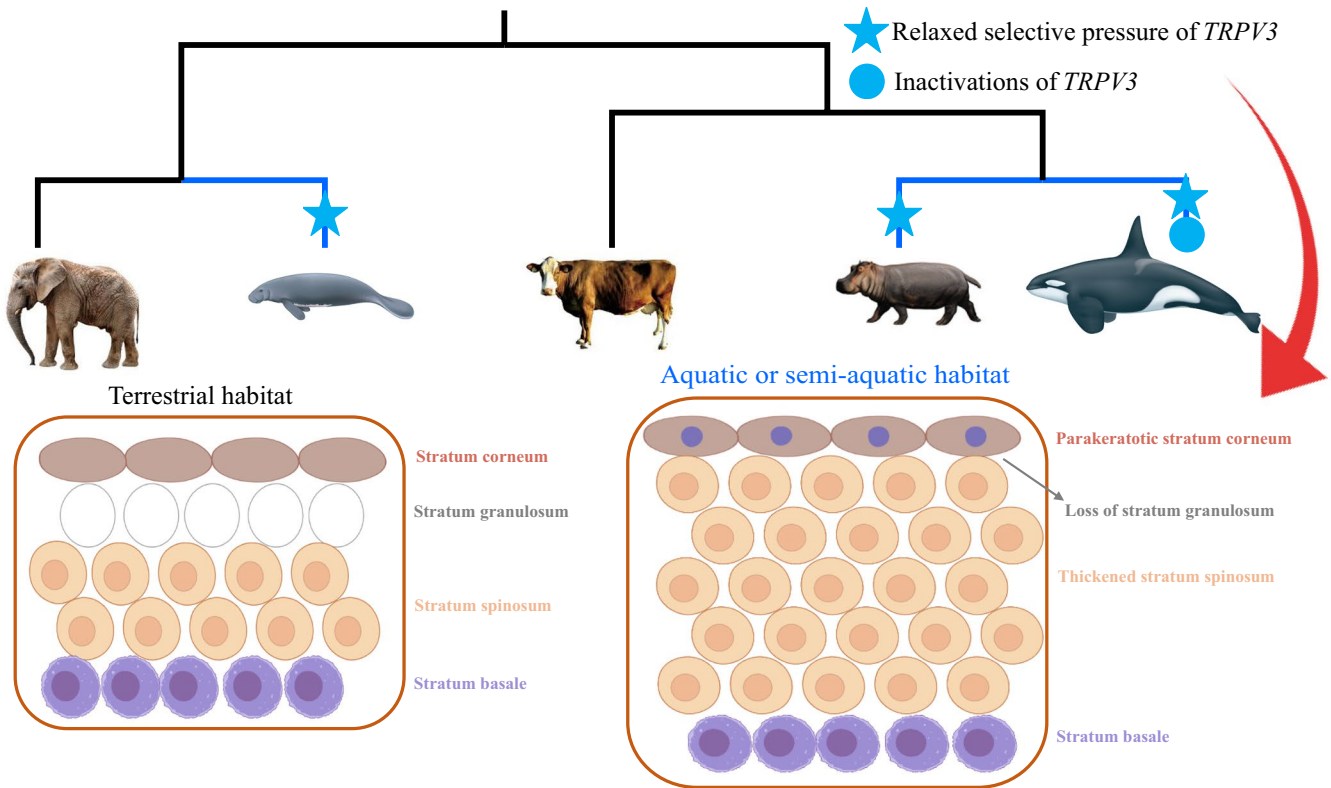 Relaxed selective pressure of TRPV3
Inactivations of TRPV3
Terrestrial habitat
Stratum corneum
Stratum granulosum
Stratum spinosum
Stratum basale
Aquatic or semi-aquatic habitat
Parakeratotic stratum corneum
Loss of stratum granulosum
Thickened stratum spinosum
Stratum basale